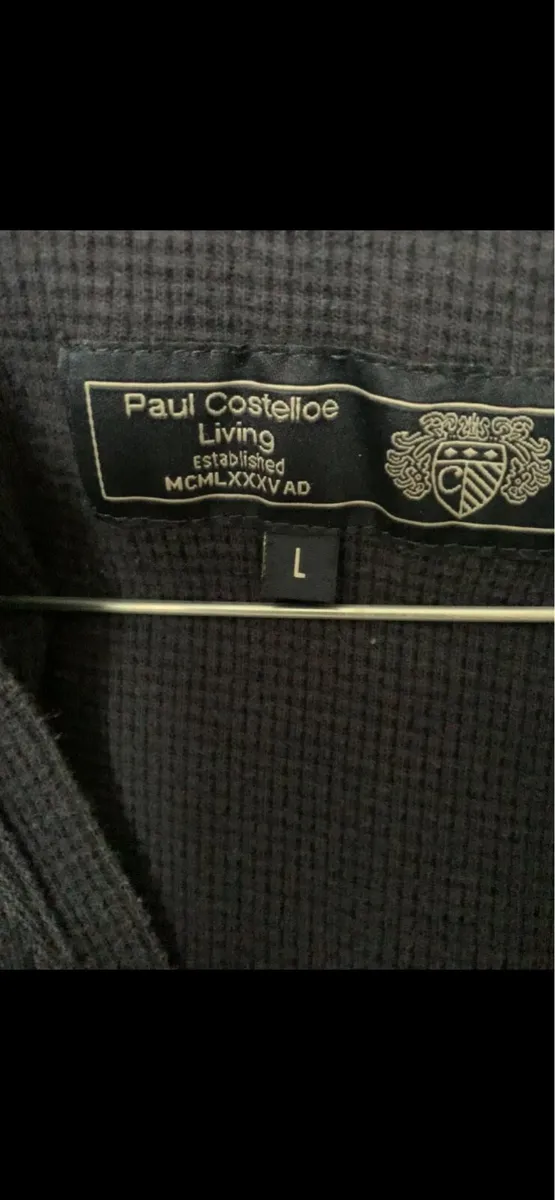 Paul Costelloe
Living
Established
MCMLXXXV AD
C
L